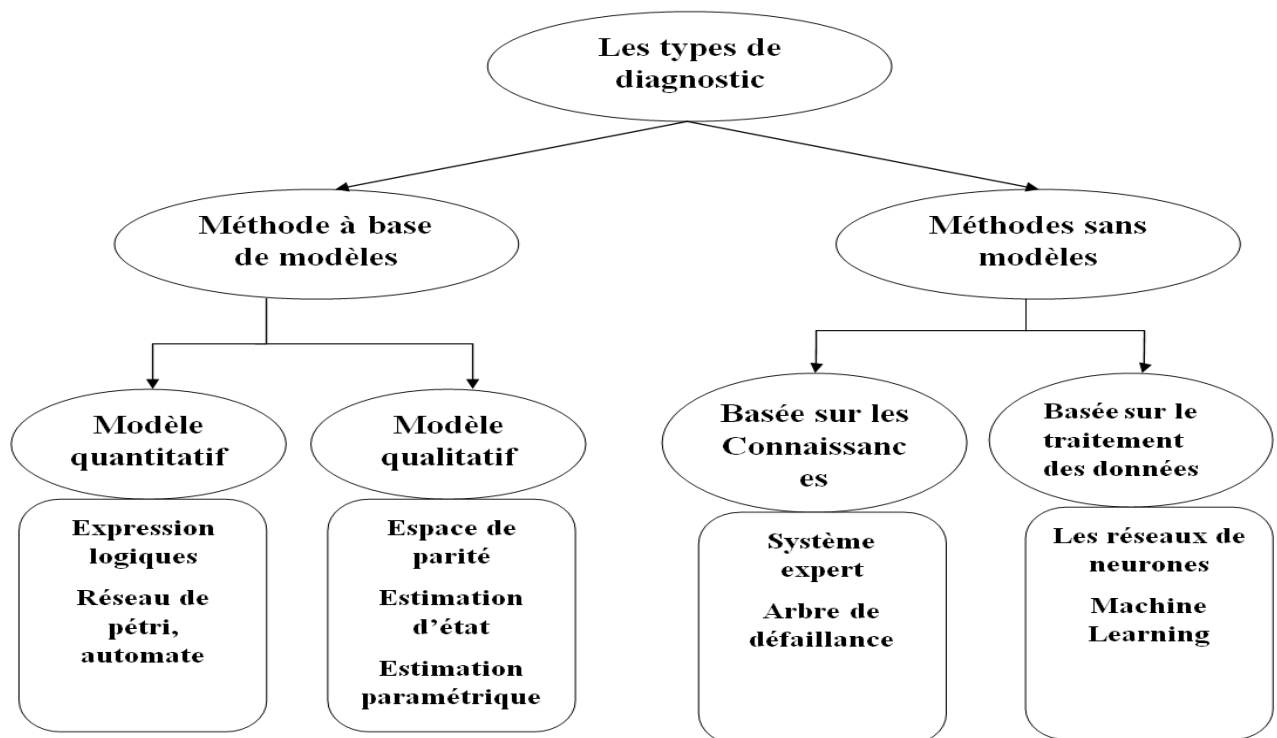 Les types de
diagnostic
Méthode à base
de modèles
Méthodes sans
modèles
Modèle
quantitatif
Modèle
qualitatif
Basée sur les
Connaissanc
es
Basée sur le
traitement
des données
Expression
logiques
Réseau de
pétri,
automate
Espace de
parité
Estimation
d’état
Estimation
paramétrique
Système
expert
Arbre de
défaillance
Les réseaux de
neurones
Machine
Learning